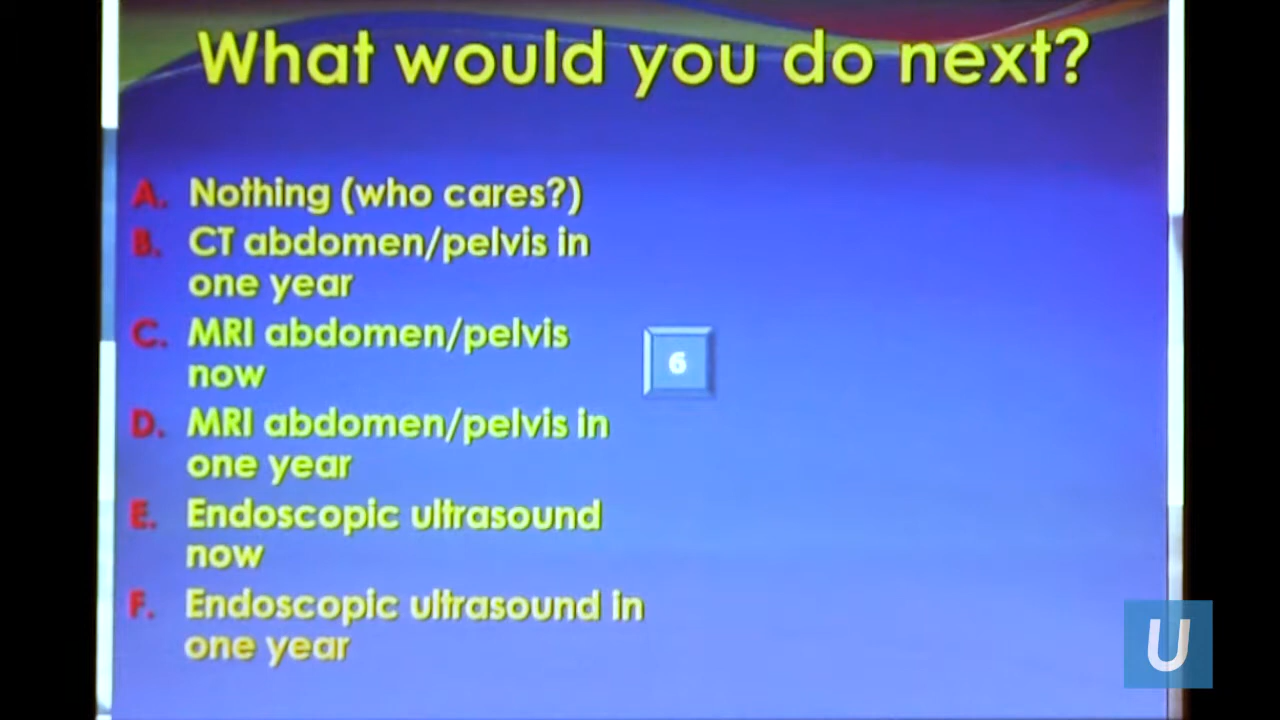 What would you do next?
A. Nothing (who cares?)
B. CT abdomen/pelvis in
one year
C. MRI abdomen/pelvis
now
6
D. MRI abdomen/pelvis in
one year
E. Endoscopic ultrasound
now
F. Endoscopic ultrasound in
one year
U